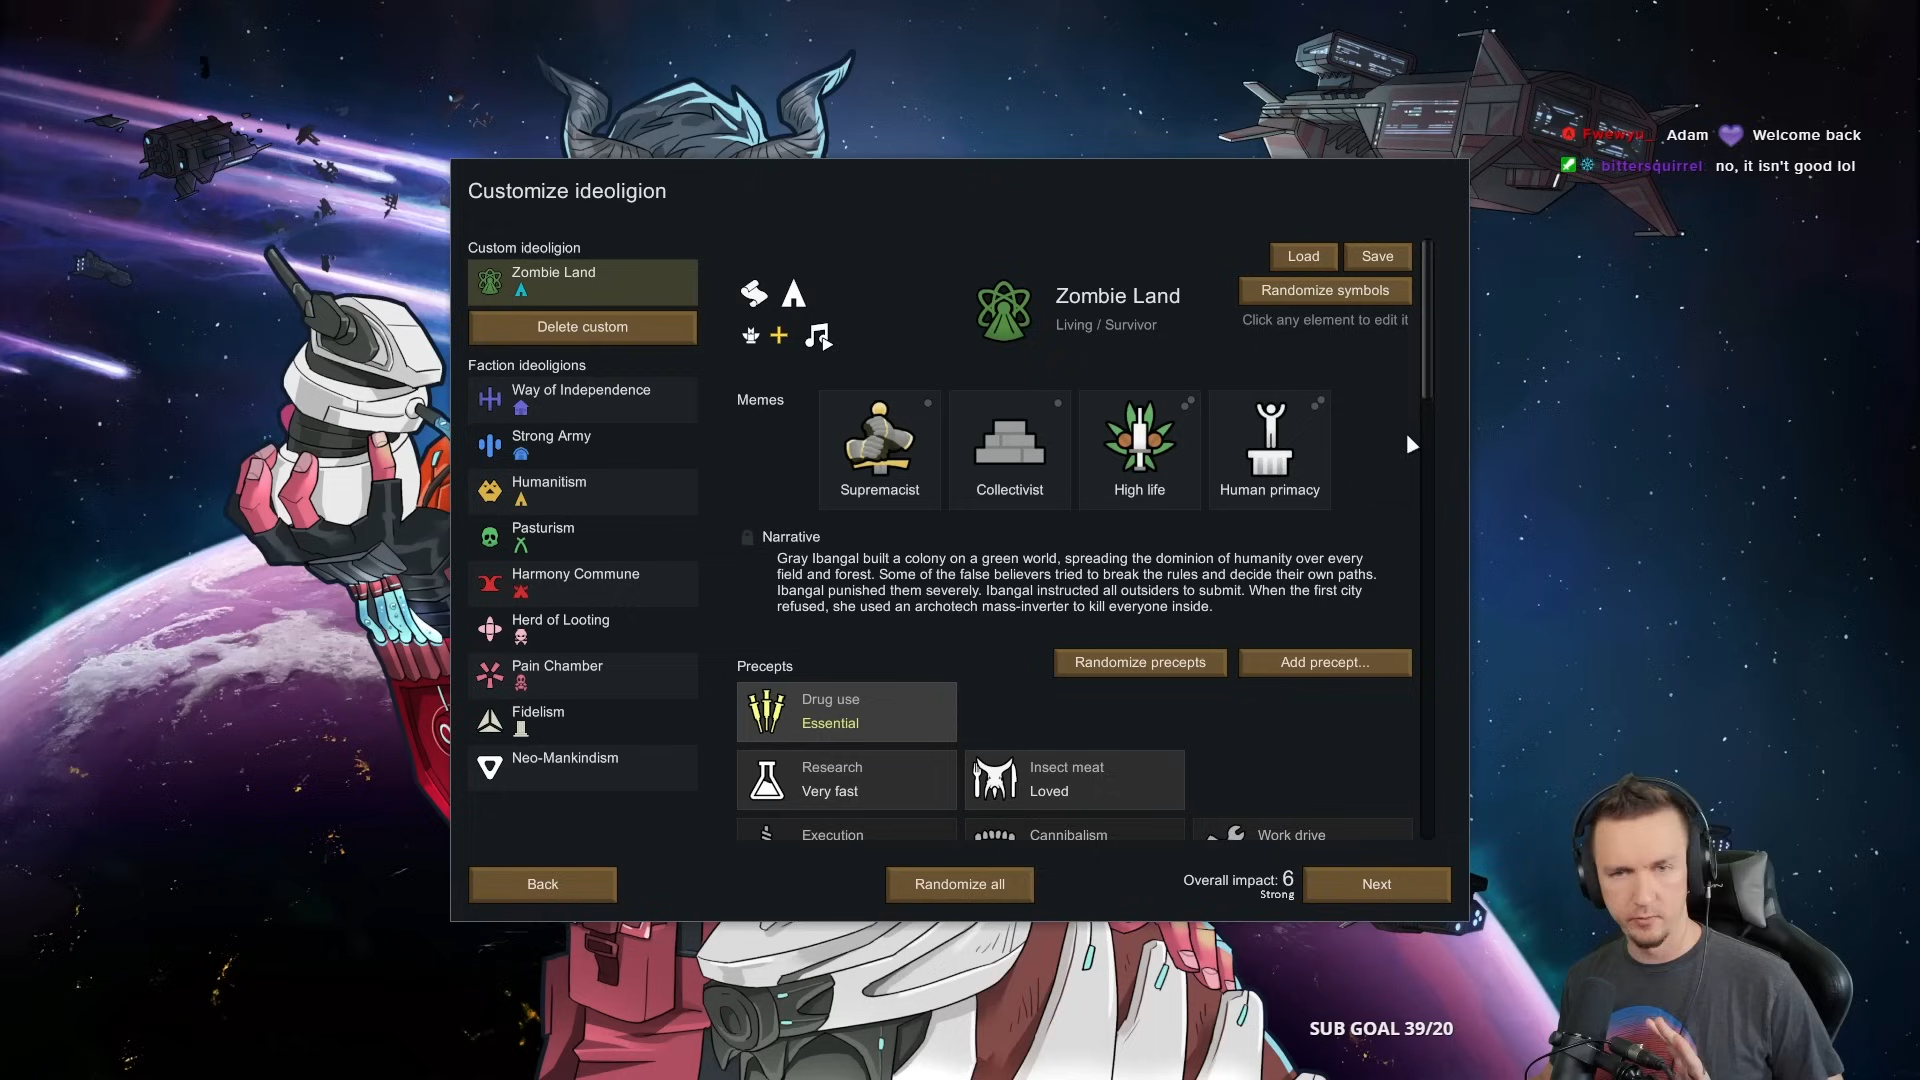 Fwewyu_ Adam Welcome back
bittersquirrel: no, it isn't good lol
Customize ideoligion
Custom ideoligion
Zombie Land
Delete custom
Faction ideoligions
Way of Independence
Strong Army
Humanitism
Pasturism
Harmony Commune
Herd of Looting
Pain Chamber
Fidelism
Neo-Mankindism
Load
Save
Zombie Land
Living / Survivor
Randomize symbols
Click any element to edit it
Memes
Supremacist
Collectivist
High life
Human primacy
Narrative
Gray Ibangal built a colony on a green world, spreading the dominion of humanity over every
field and forest. Some of the false believers tried to break the rules and decide their own paths.
Ibangal punished them severely. Ibangal instructed all outsiders to submit. When the first city
refused, she used an archotech mass-inverter to kill everyone inside.
Precepts
Randomize precepts
Add precept...
Drug use
Essential
Research
Very fast
Insect meat
Loved
Execution
Cannibalism
Work drive
Back
Randomize all
Overall impact: 6
Strong
Next
SUB GOAL 39/20